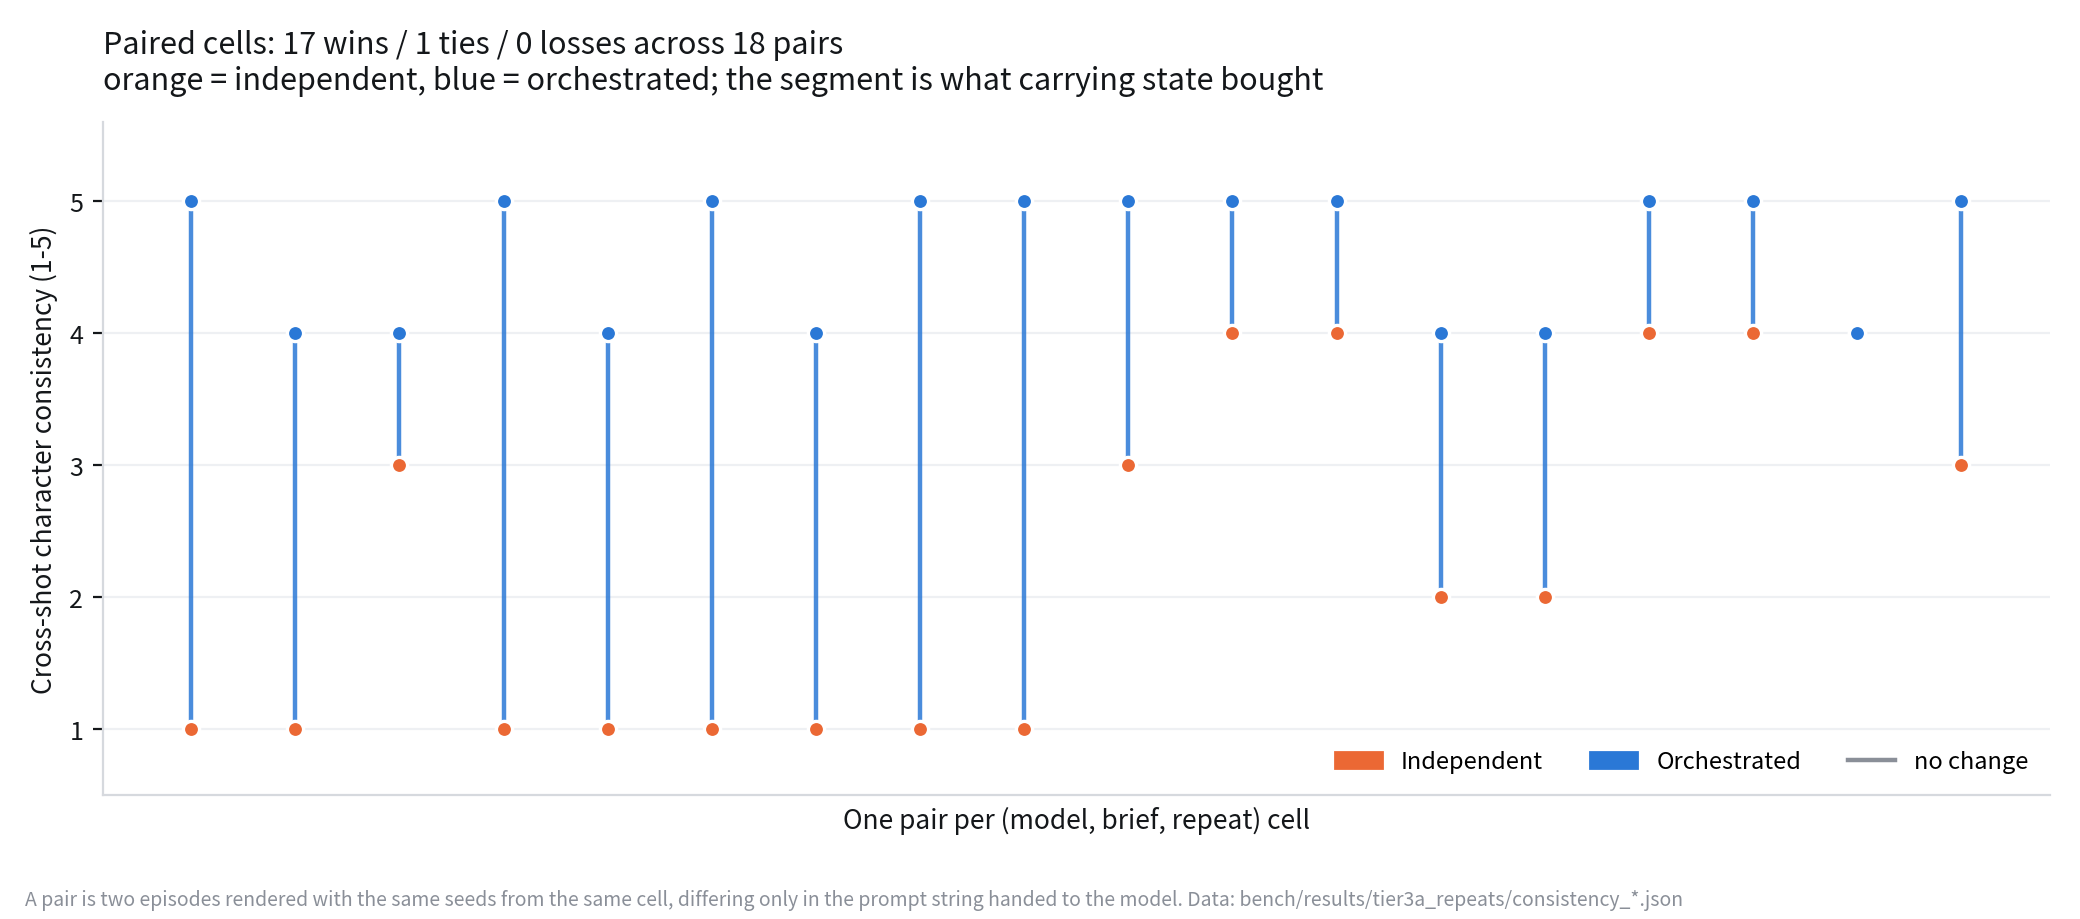 Paired cells: 17 wins / 1 ties / 0 losses across 18 pairs
orange = independent, blue = orchestrated; the segment is what carrying state bought
Cross-shot character consistency (1-5)
5
4
3
2
1
Independent
Orchestrated
no change
One pair per (model, brief, repeat) cell
A pair is two episodes rendered with the same seeds from the same cell, differing only in the prompt string handed to the model. Data: bench/results/tier3a_repeats/consistency_*.json